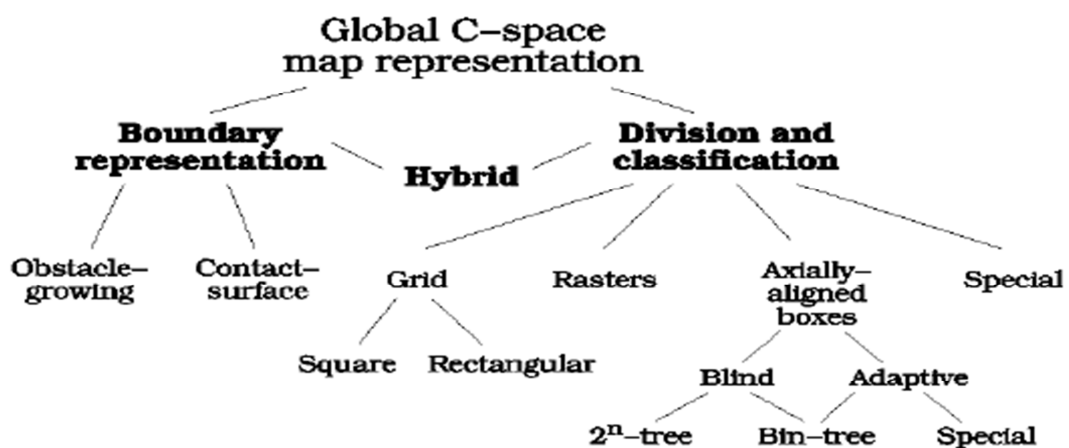 Global C–space
map representation
Boundary
representation
Division and
classification
Hybrid
Obstacle–
growing
Contact–
surface
Grid
Rasters
Axially–
aligned
boxes
Special
Square
Rectangular
Blind
Adaptive
2ⁿ–tree
Bin–tree
Special